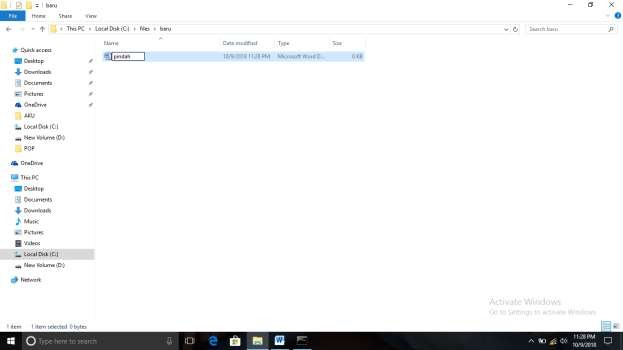 baru
File Home Share View
This PC > Local Disk (C:) > files > baru
Search baru
Name Date modified Type Size
pindah 10/9/2018 11:28 PM Microsoft Word D... 0 KB
Quick access
Desktop
Downloads
Documents
Pictures
OneDrive
AKU
Local Disk (C:)
New Volume (D:)
PDF
OneDrive
This PC
Desktop
Documents
Downloads
Music
Pictures
Videos
Local Disk (C:)
New Volume (D:)
Network
Activate Windows
Go to Settings to activate Windows.
1 item 1 item selected 0 bytes
Type here to search
11:28 PM
10/9/2018